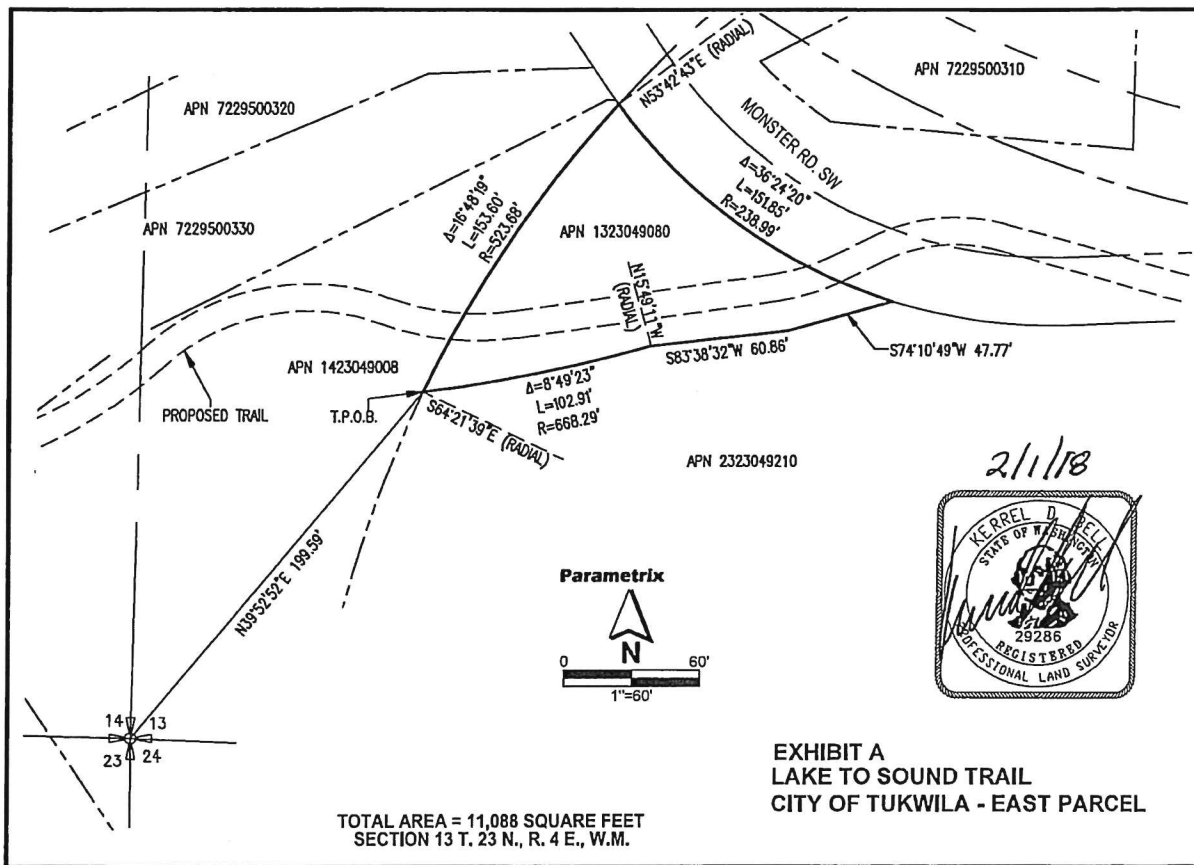 APN 7229500320
N53°42'43"E (RADIAL)
APN 7229500310
MONSTER RD. SW
Δ=16°48'19"
L=153.60'
R=523.68'
Δ=36°24'20"
L=151.85'
R=238.99'
APN 7229500330
APN 1323049080
N15°49'11"W
(RADIAL)
S83°38'32"W 60.86'
S74°10'49"W 47.77'
APN 1423049008
PROPOSED TRAIL
T.P.O.B.
Δ=8°49'23"
L=102.91'
R=668.29'
S64°21'39"E (RADIAL)
APN 2323049210
2/1/18
KERREL D. BELL
STATE OF WASHINGTON
29286
REGISTERED
PROFESSIONAL LAND SURVEYOR
N39°52'52"E 199.59'
Parametrix
N
0 60'
1"=60'
14 13
23 24
EXHIBIT A
LAKE TO SOUND TRAIL
CITY OF TUKWILA - EAST PARCEL
TOTAL AREA = 11,088 SQUARE FEET
SECTION 13 T. 23 N., R. 4 E., W.M.